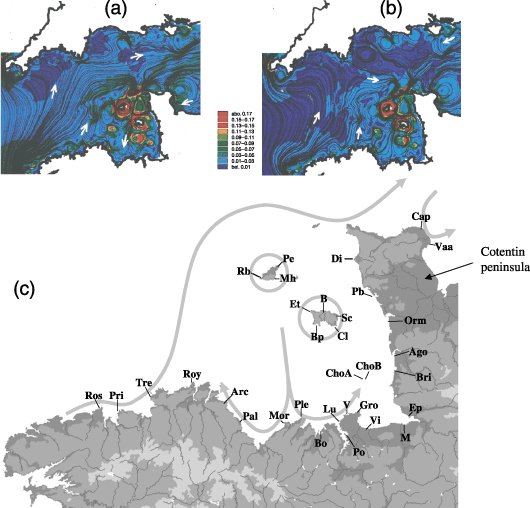 (a)
(b)
abo. 0.17
0.15-0.17
0.13-0.15
0.11-0.13
0.09-0.11
0.07-0.09
0.05-0.07
0.03-0.05
0.01-0.03
bel. 0.01
(c)
Cap
Vaa
Cotentin
peninsula
Di
Pe
Rb
Mh
Pb
Et
B
Sc
Bp
Cl
Orm
Ago
ChoB
ChoA
Bri
Roy
Tre
Arc
Pri
Ros
Pal
Mor
Ple
Lu
V
Gro
Ep
Vi
M
Bo
Po